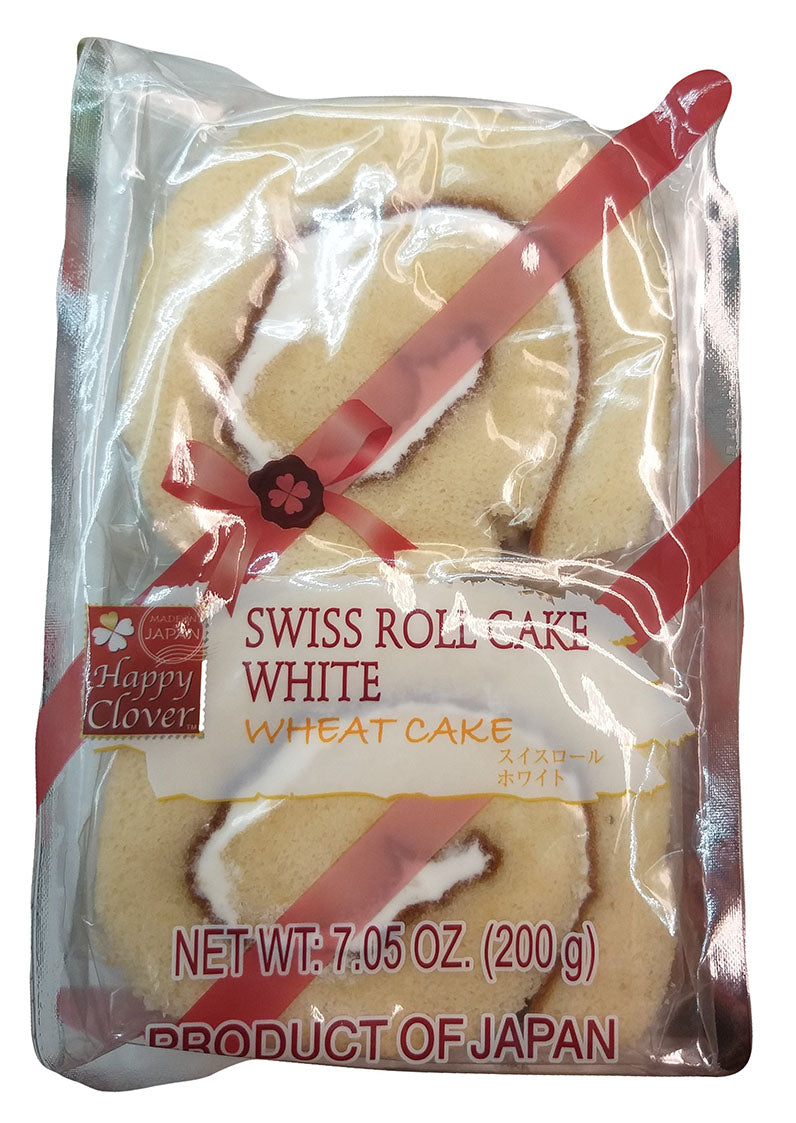 SWISS ROLL CAKE
WHITE
WHEAT CAKE
スイスロール
ホワイト
MADE IN
JAPAN
Happy
Clover™
NET WT: 7.05 OZ. (200 g)
PRODUCT OF JAPAN